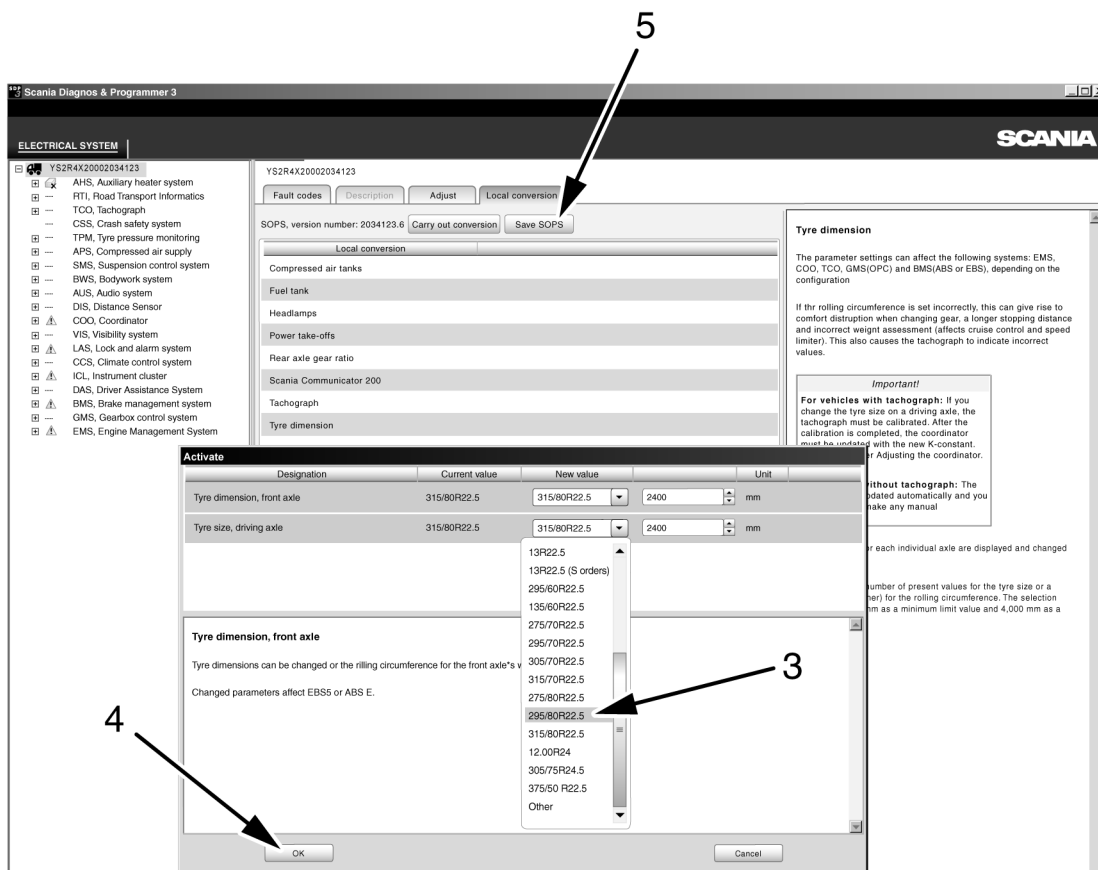 5
SDP 3 Scania Diagnos & Programmer 3
ELECTRICAL SYSTEM
SCANIA
YS2R4X20002034123
AHS, Auxiliary heater system
RTI, Road Transport Informatics
TCO, Tachograph
CSS, Crash safety system
TPM, Tyre pressure monitoring
APS, Compressed air supply
SMS, Suspension control system
BWS, Bodywork system
AUS, Audio system
DIS, Distance Sensor
COO, Coordinator
VIS, Visibility system
LAS, Lock and alarm system
CCS, Climate control system
ICL, Instrument cluster
DAS, Driver Assistance System
BMS, Brake management system
GMS, Gearbox control system
EMS, Engine Management System
YS2R4X20002034123
Fault codes Description Adjust Local conversion
SOPS, version number: 2034123.6 Carry out conversion Save SOPS
Local conversion
Compressed air tanks
Fuel tank
Headlamps
Power take-offs
Rear axle gear ratio
Scania Communicator 200
Tachograph
Tyre dimension
Tyre dimension
The parameter settings can affect the following systems: EMS,
COO, TCO, GMS(OPC) and BMS(ABS or EBS), depending on the
configuration
If thr rolling circumference is set incorrectly, this can give rise to
comfort distruption when changing gear, a longer stopping distance
and incorrect weignt assessment (affects cruise control and speed
limiter). This also causes the tachograph to indicate incorrect
values.
Important!
For vehicles with tachograph: If you
change the tyre size on a driving axle, the
tachograph must be calibrated. After the
calibration is completed, the coordinator
must be updated with the new K-constant.
er Adjusting the coordinator.
ithout tachograph: The
pdated automatically and you
make any manual
or each individual axle are displayed and changed
number of present values for the tyre size or a
her) for the rolling circumference. The selection
nm as a minimum limit value and 4,000 mm as a
Activate
Designation Current value New value Unit
Tyre dimension, front axle 315/80R22.5 315/80R22.5 2400 mm
Tyre size, driving axle 315/80R22.5 315/80R22.5 2400 mm
13R22.5
13R22.5 (S orders)
295/60R22.5
135/60R22.5
275/70R22.5
295/70R22.5
305/70R22.5
315/70R22.5
275/80R22.5
295/80R22.5
315/80R22.5
12.00R24
305/75R24.5
375/50 R22.5
Other
3
Tyre dimension, front axle
Tyre dimensions can be changed or the rilling circumference for the front axle*s w
Changed parameters affect EBS5 or ABS E.
4
OK Cancel